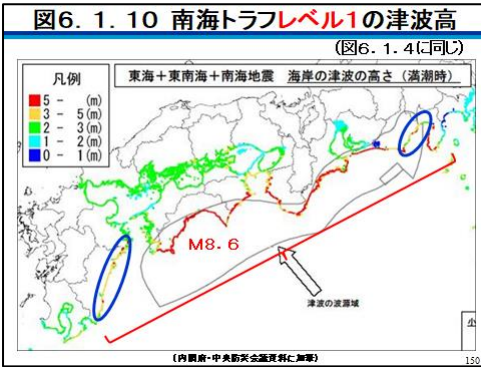 図6．1．10 南海トラフレベル1の津波高
(図6．1．4に同じ)
凡例
5 - (m)
3 - 5(m)
2 - 3(m)
1 - 2(m)
0 - 1(m)
東海＋東南海＋南海地震 海岸の津波の高さ（満潮時）
M8．6
津波の波源域
小
(内閣府・中央防災会議資料に加筆)
150